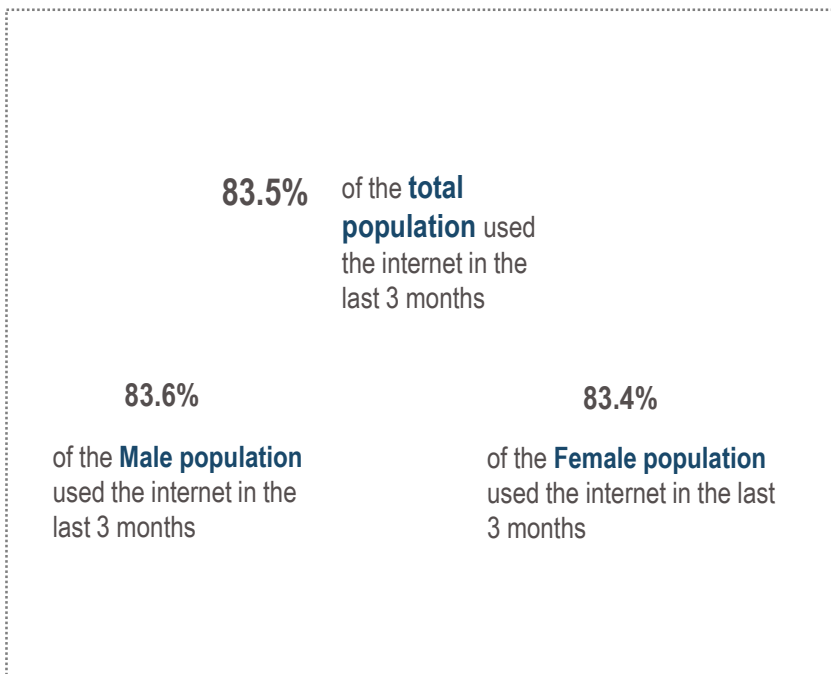 83.5%
of the total
population used
the internet in the
last 3 months
83.6%
of the Male population
used the internet in the
last 3 months
83.4%
of the Female population
used the internet in the last
3 months